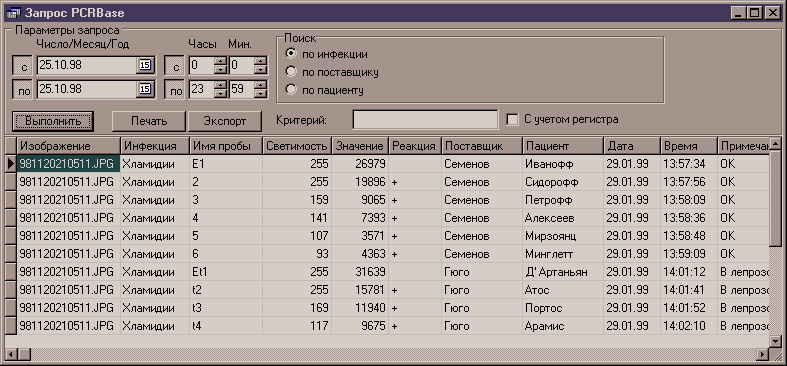 Запрос PCRBase
Параметры запроса
Число/Месяц/Год Часы Мин.
с 25.10.98 15 с 0 0
по 25.10.98 15 по 23 59
Поиск
по инфекции
по поставщику
по пациенту
Выполнить Печать Экспорт Критерий: С учетом регистра
Изображение Инфекция Имя пробы Светимость Значение Реакция Поставщик Пациент Дата Время Примечан
981120210511.JPG Хламидии E1 255 26979 Семенов Иванофф 29.01.99 13:57:34 OK
981120210511.JPG Хламидии 2 255 19896 + Семенов Сидорофф 29.01.99 13:57:56 OK
981120210511.JPG Хламидии 3 159 9065 + Семенов Петрофф 29.01.99 13:58:09 OK
981120210511.JPG Хламидии 4 141 7393 + Семенов Алексеев 29.01.99 13:58:36 OK
981120210511.JPG Хламидии 5 107 3571 + Семенов Мирзоянц 29.01.99 13:58:48 OK
981120210511.JPG Хламидии 6 93 4363 + Семенов Минглетт 29.01.99 13:59:09 OK
981120210511.JPG Хламидии Et1 255 31639 Гюго Д'Артаньян 29.01.99 14:01:12 В лепрозо
981120210511.JPG Хламидии t2 255 15781 + Гюго Атос 29.01.99 14:01:41 В лепрозо
981120210511.JPG Хламидии t3 169 11940 + Гюго Портос 29.01.99 14:01:52 В лепрозо
981120210511.JPG Хламидии t4 117 9675 + Гюго Арамис 29.01.99 14:02:10 В лепрозо